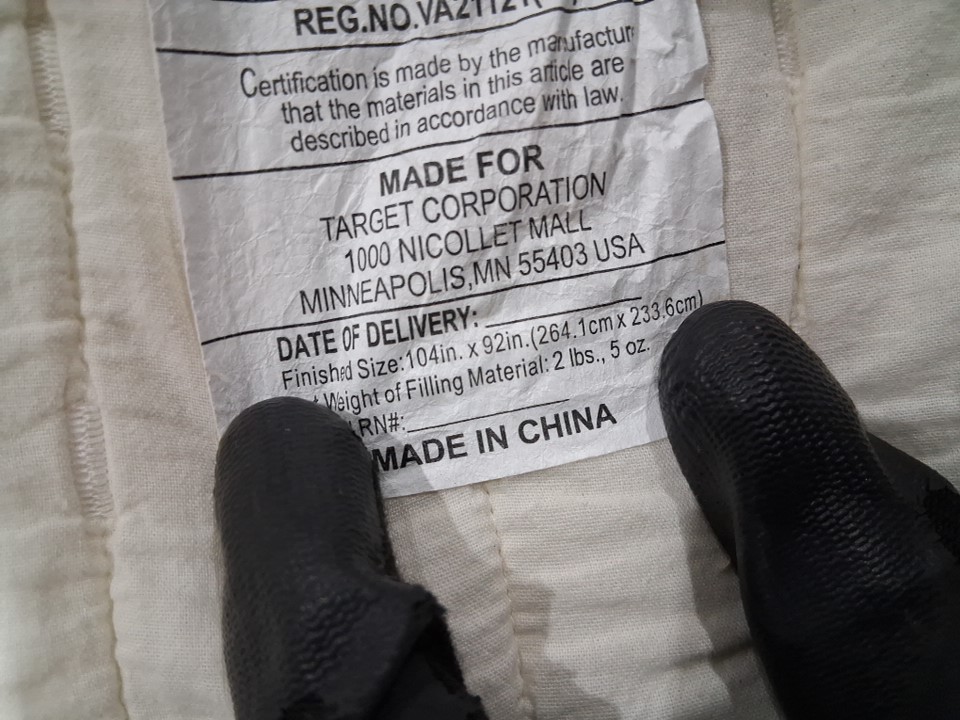 REG.NO.VA2112
Certification is made by the manufactur
that the materials in this article are
described in accordance with law.
MADE FOR
TARGET CORPORATION
1000 NICOLLET MALL
MINNEAPOLIS,MN 55403 USA
DATE OF DELIVERY:
Finished Size:104in. x 92in.(264.1cm x 233.6cm)
Weight of Filling Material: 2 lbs., 5 oz.
RN#:
MADE IN CHINA